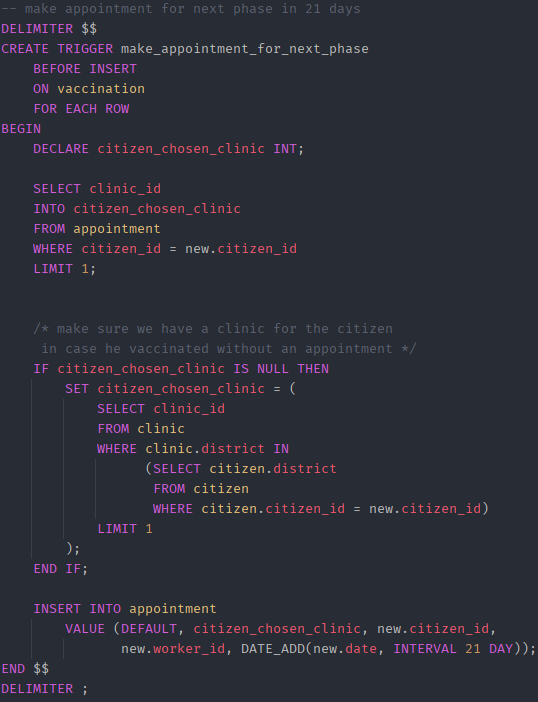 -- make appointment for next phase in 21 days
DELIMITER $$
CREATE TRIGGER make_appointment_for_next_phase
    BEFORE INSERT
    ON vaccination
    FOR EACH ROW
BEGIN
    DECLARE citizen_chosen_clinic INT;

    SELECT clinic_id
    INTO citizen_chosen_clinic
    FROM appointment
    WHERE citizen_id = new.citizen_id
    LIMIT 1;


    /* make sure we have a clinic for the citizen
     in case he vaccinated without an appointment */
    IF citizen_chosen_clinic IS NULL THEN
        SET citizen_chosen_clinic = (
            SELECT clinic_id
            FROM clinic
            WHERE clinic.district IN
                  (SELECT citizen.district
                   FROM citizen
                   WHERE citizen.citizen_id = new.citizen_id)
            LIMIT 1
        );
    END IF;

    INSERT INTO appointment
        VALUE (DEFAULT, citizen_chosen_clinic, new.citizen_id,
               new.worker_id, DATE_ADD(new.date, INTERVAL 21 DAY));
END $$
DELIMITER ;